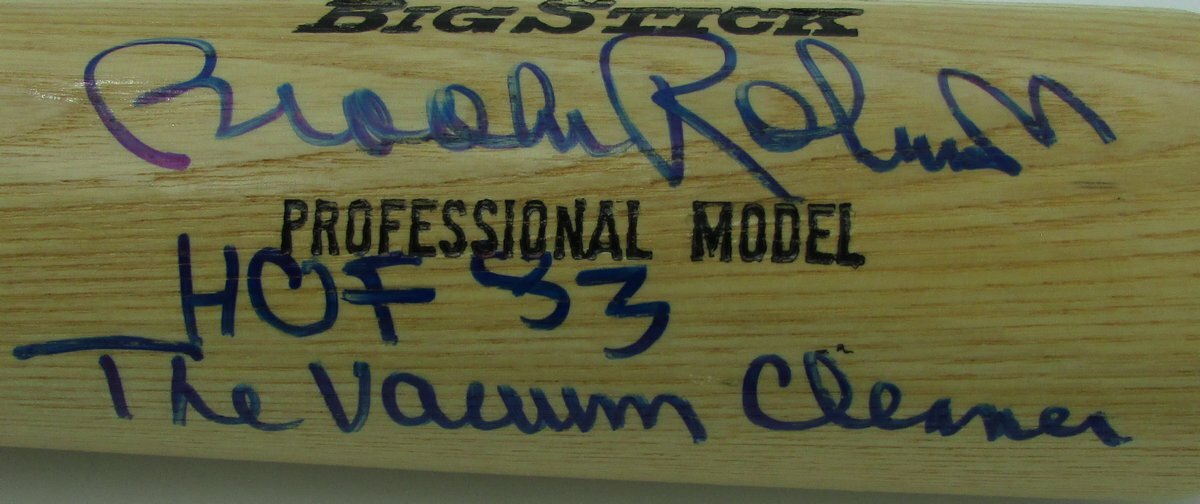 BIG STICK
Brooks Robinson
PROFESSIONAL MODEL
HOF 83
The Vacuum Cleaner